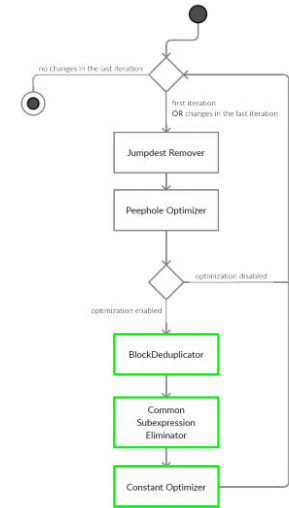 no changes in the last iteration
first iteration
OR changes in the last iteration
Jumpdest Remover
Peephole Optimizer
optimization disabled
optimization enabled
BlockDeduplicator
Common
Subexpression
Eliminator
Constant Optimizer